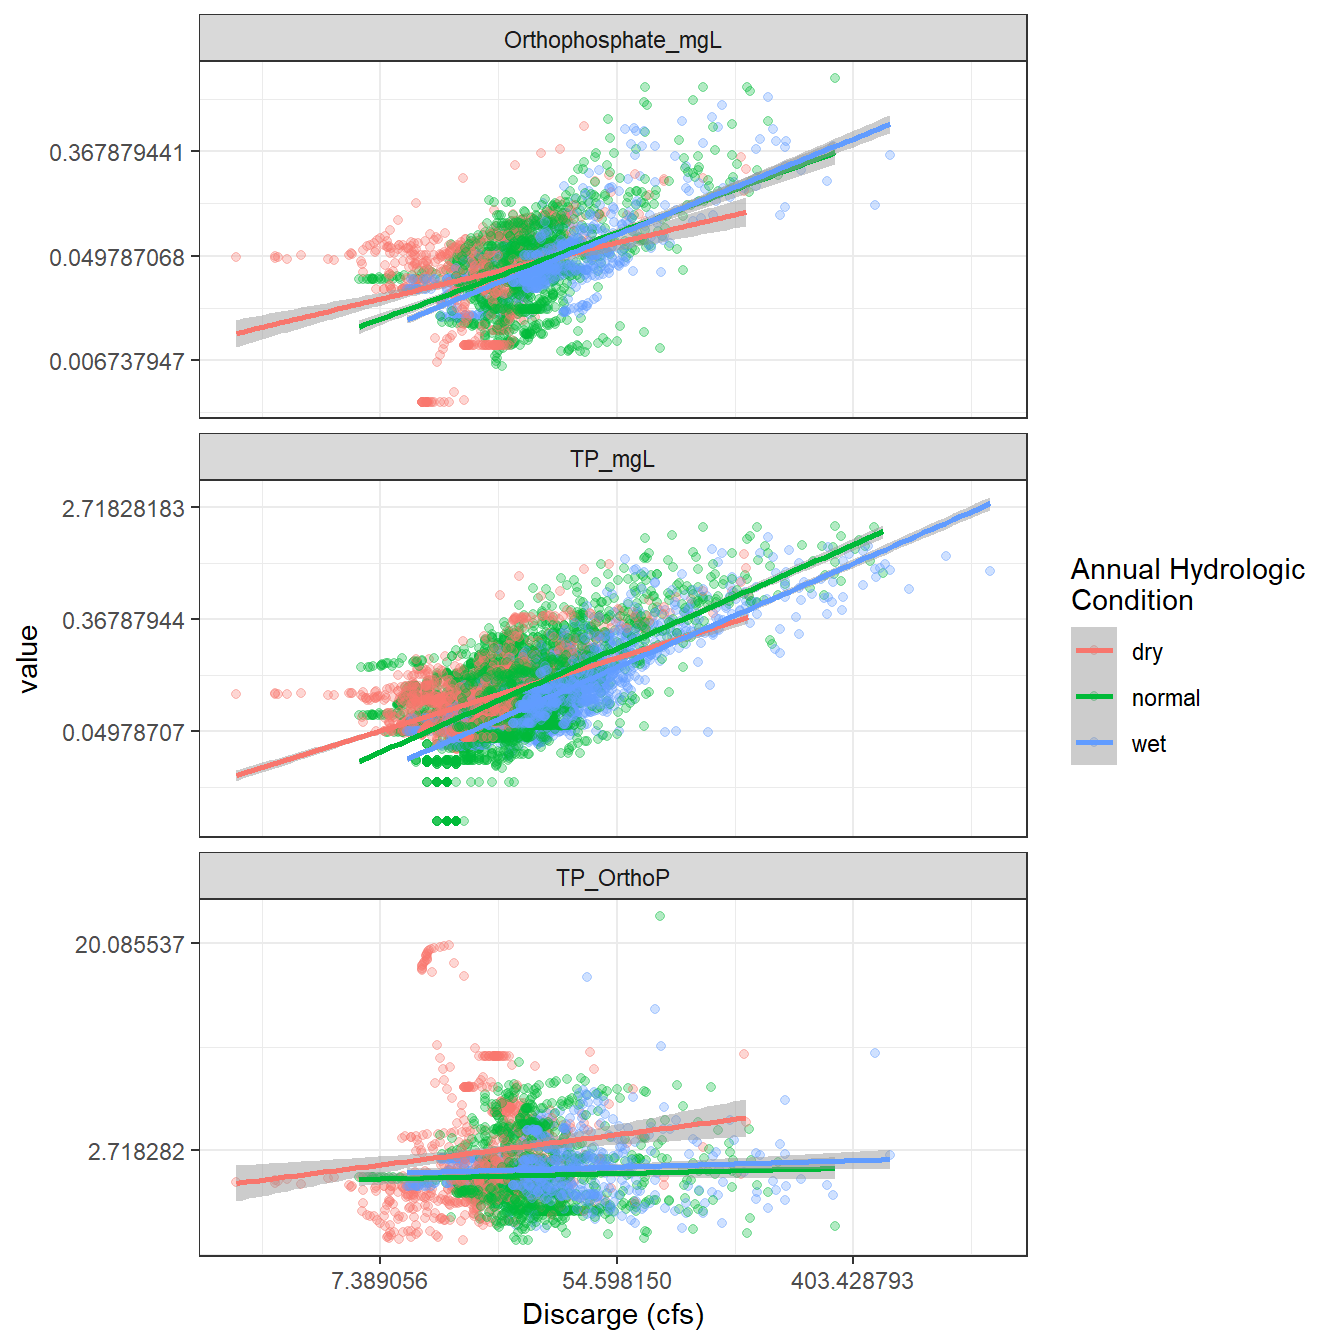 Orthophosphate_mgL
0.367879441
0.049787068
0.006737947
TP_mgL
2.71828183
0.36787944
0.04978707
value
TP_OrthoP
20.085537
2.718282
7.389056 54.598150 403.428793
Discarge (cfs)
Annual Hydrologic
Condition
dry
normal
wet